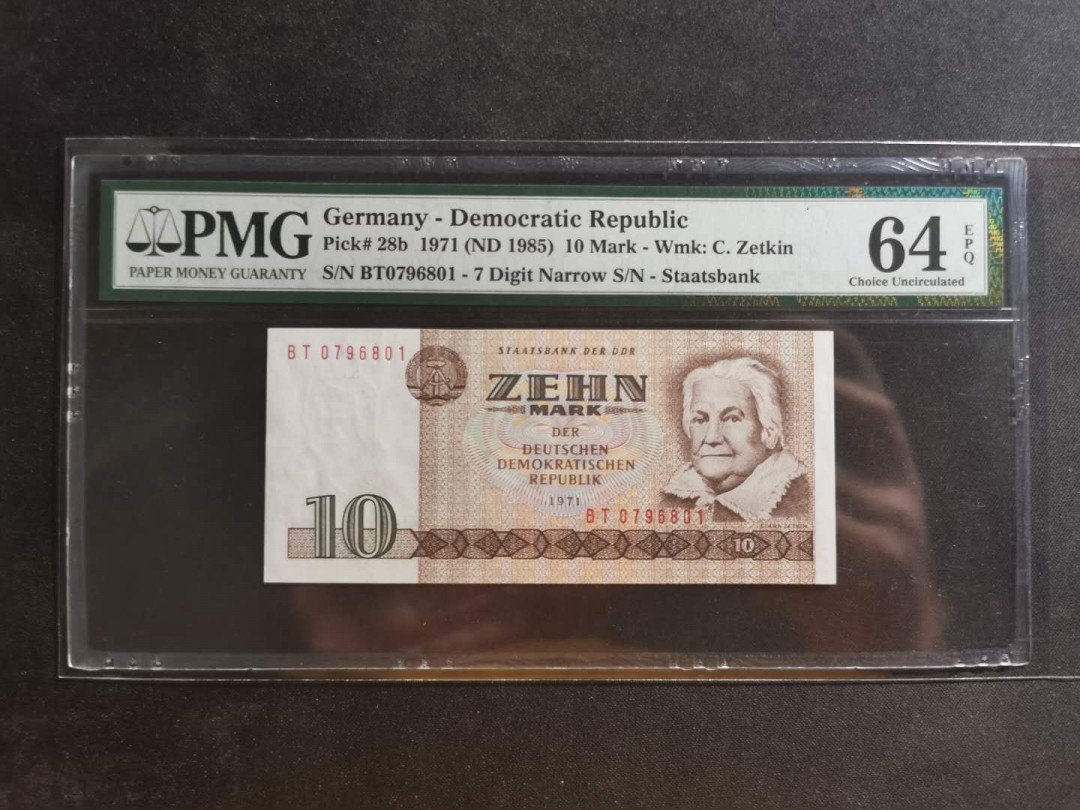 PMG
PAPER MONEY GUARANTY
Germany - Democratic Republic
Pick# 28b 1971 (ND 1985) 10 Mark - Wmk: C. Zetkin
S/N BT0796801 - 7 Digit Narrow S/N - Staatsbank
64
EPQ
Choice Uncirculated
BT 0796801
STAATSBANK DER DDR
ZEHN
MARK
DER
DEUTSCHEN
DEMOKRATISCHEN
REPUBLIK
1971
BT 0796801
CLARA ZETKIN
10
10